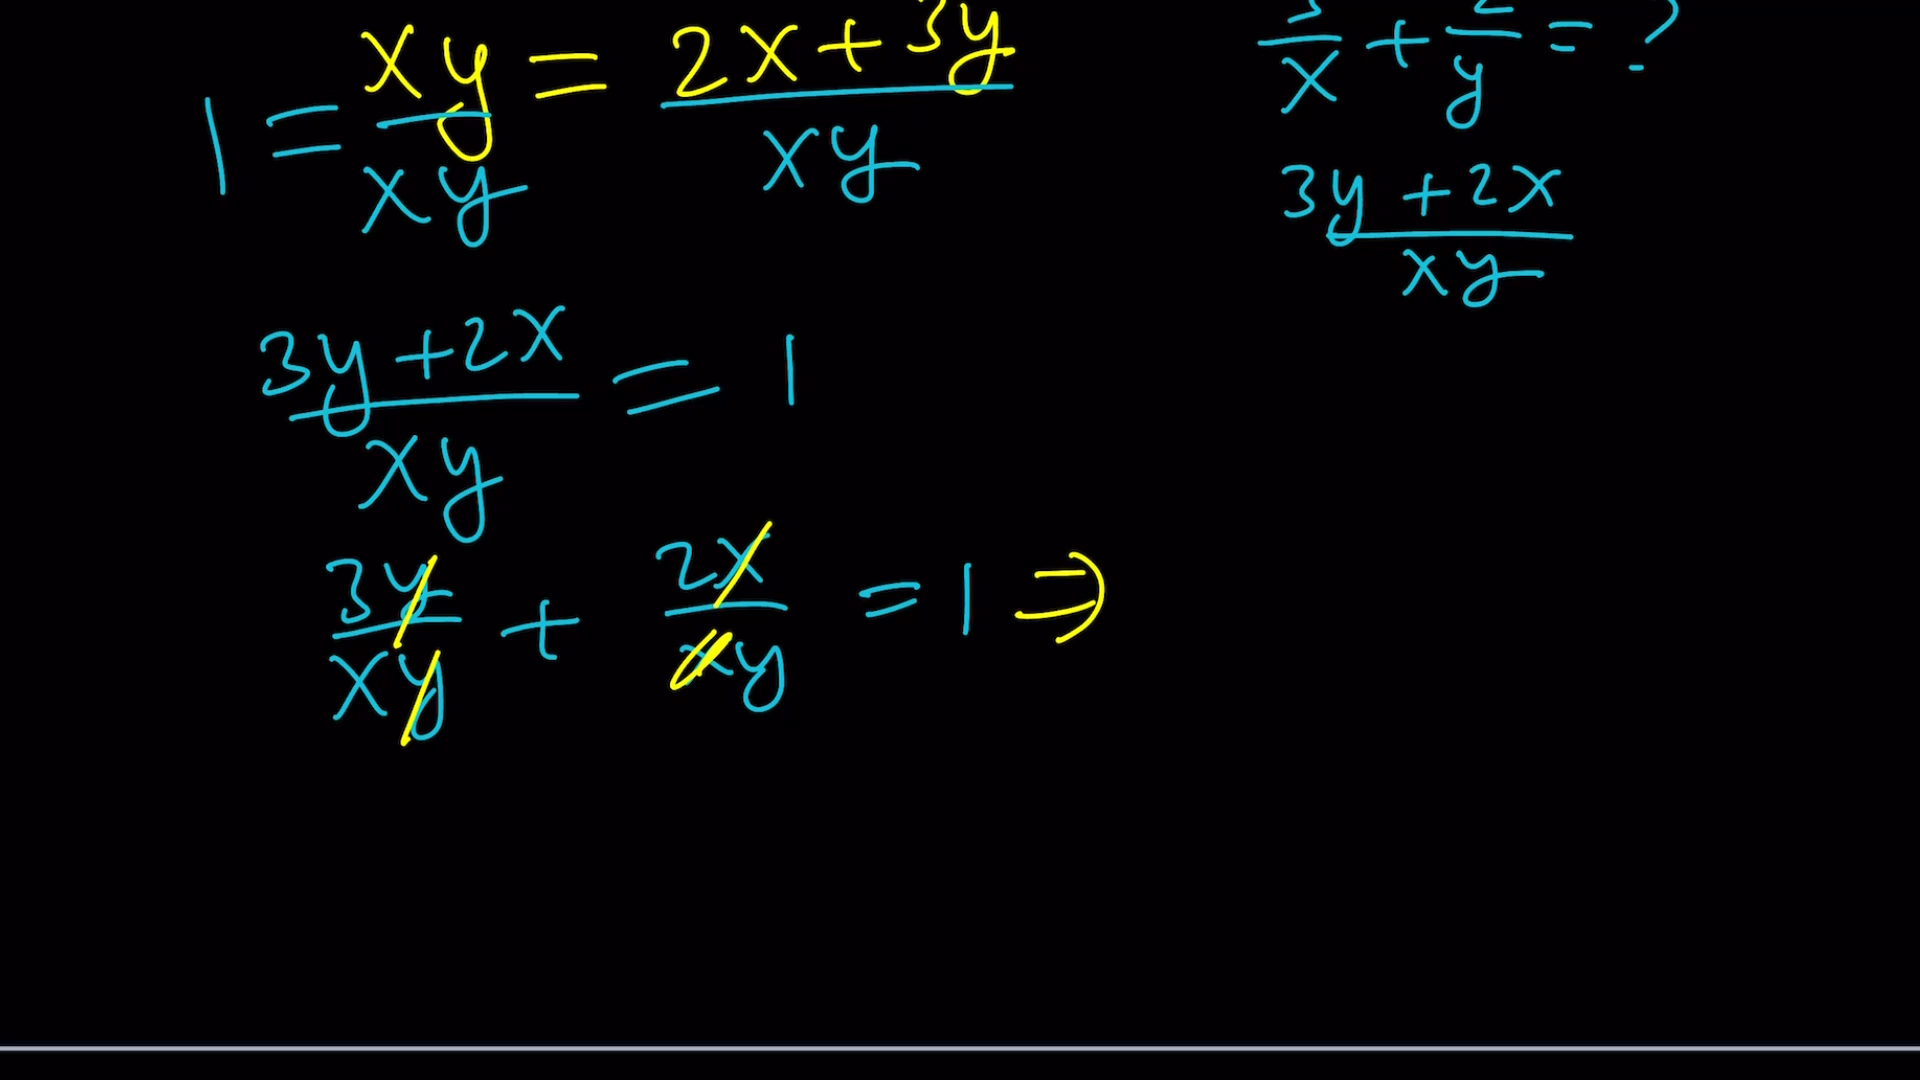 1 = xy/xy = (2x + 3y)/xy
3/x + 2/y = ?
(3y + 2x)/xy
(3y + 2x)/xy = 1
3y/xy + 2x/xy = 1 ⇒